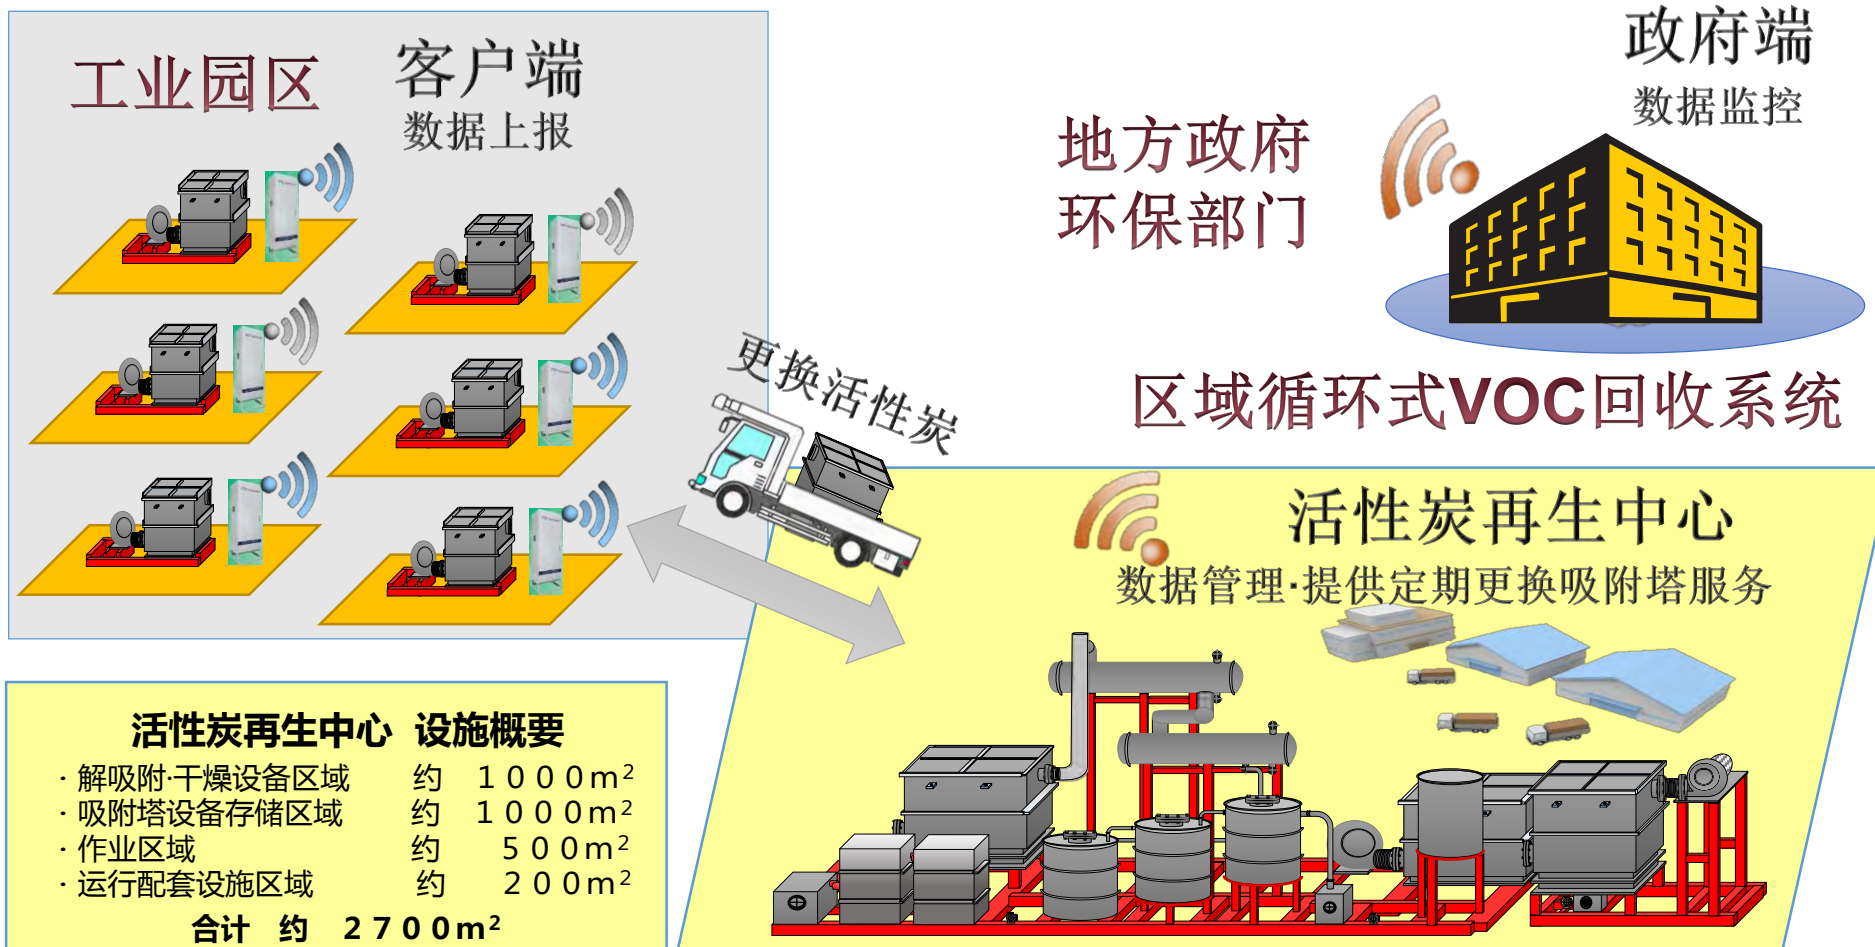 工业园区
客户端
数据上报
政府端
数据监控
地方政府
环保部门
更换活性炭
区域循环式VOC回收系统
活性炭再生中心
数据管理·提供定期更换吸附塔服务
活性炭再生中心 设施概要
·解吸附·干燥设备区域 约 1000m²
·吸附塔设备存储区域 约 1000m²
·作业区域 约 500m²
·运行配套设施区域 约 200m²
合计 约 2700m²